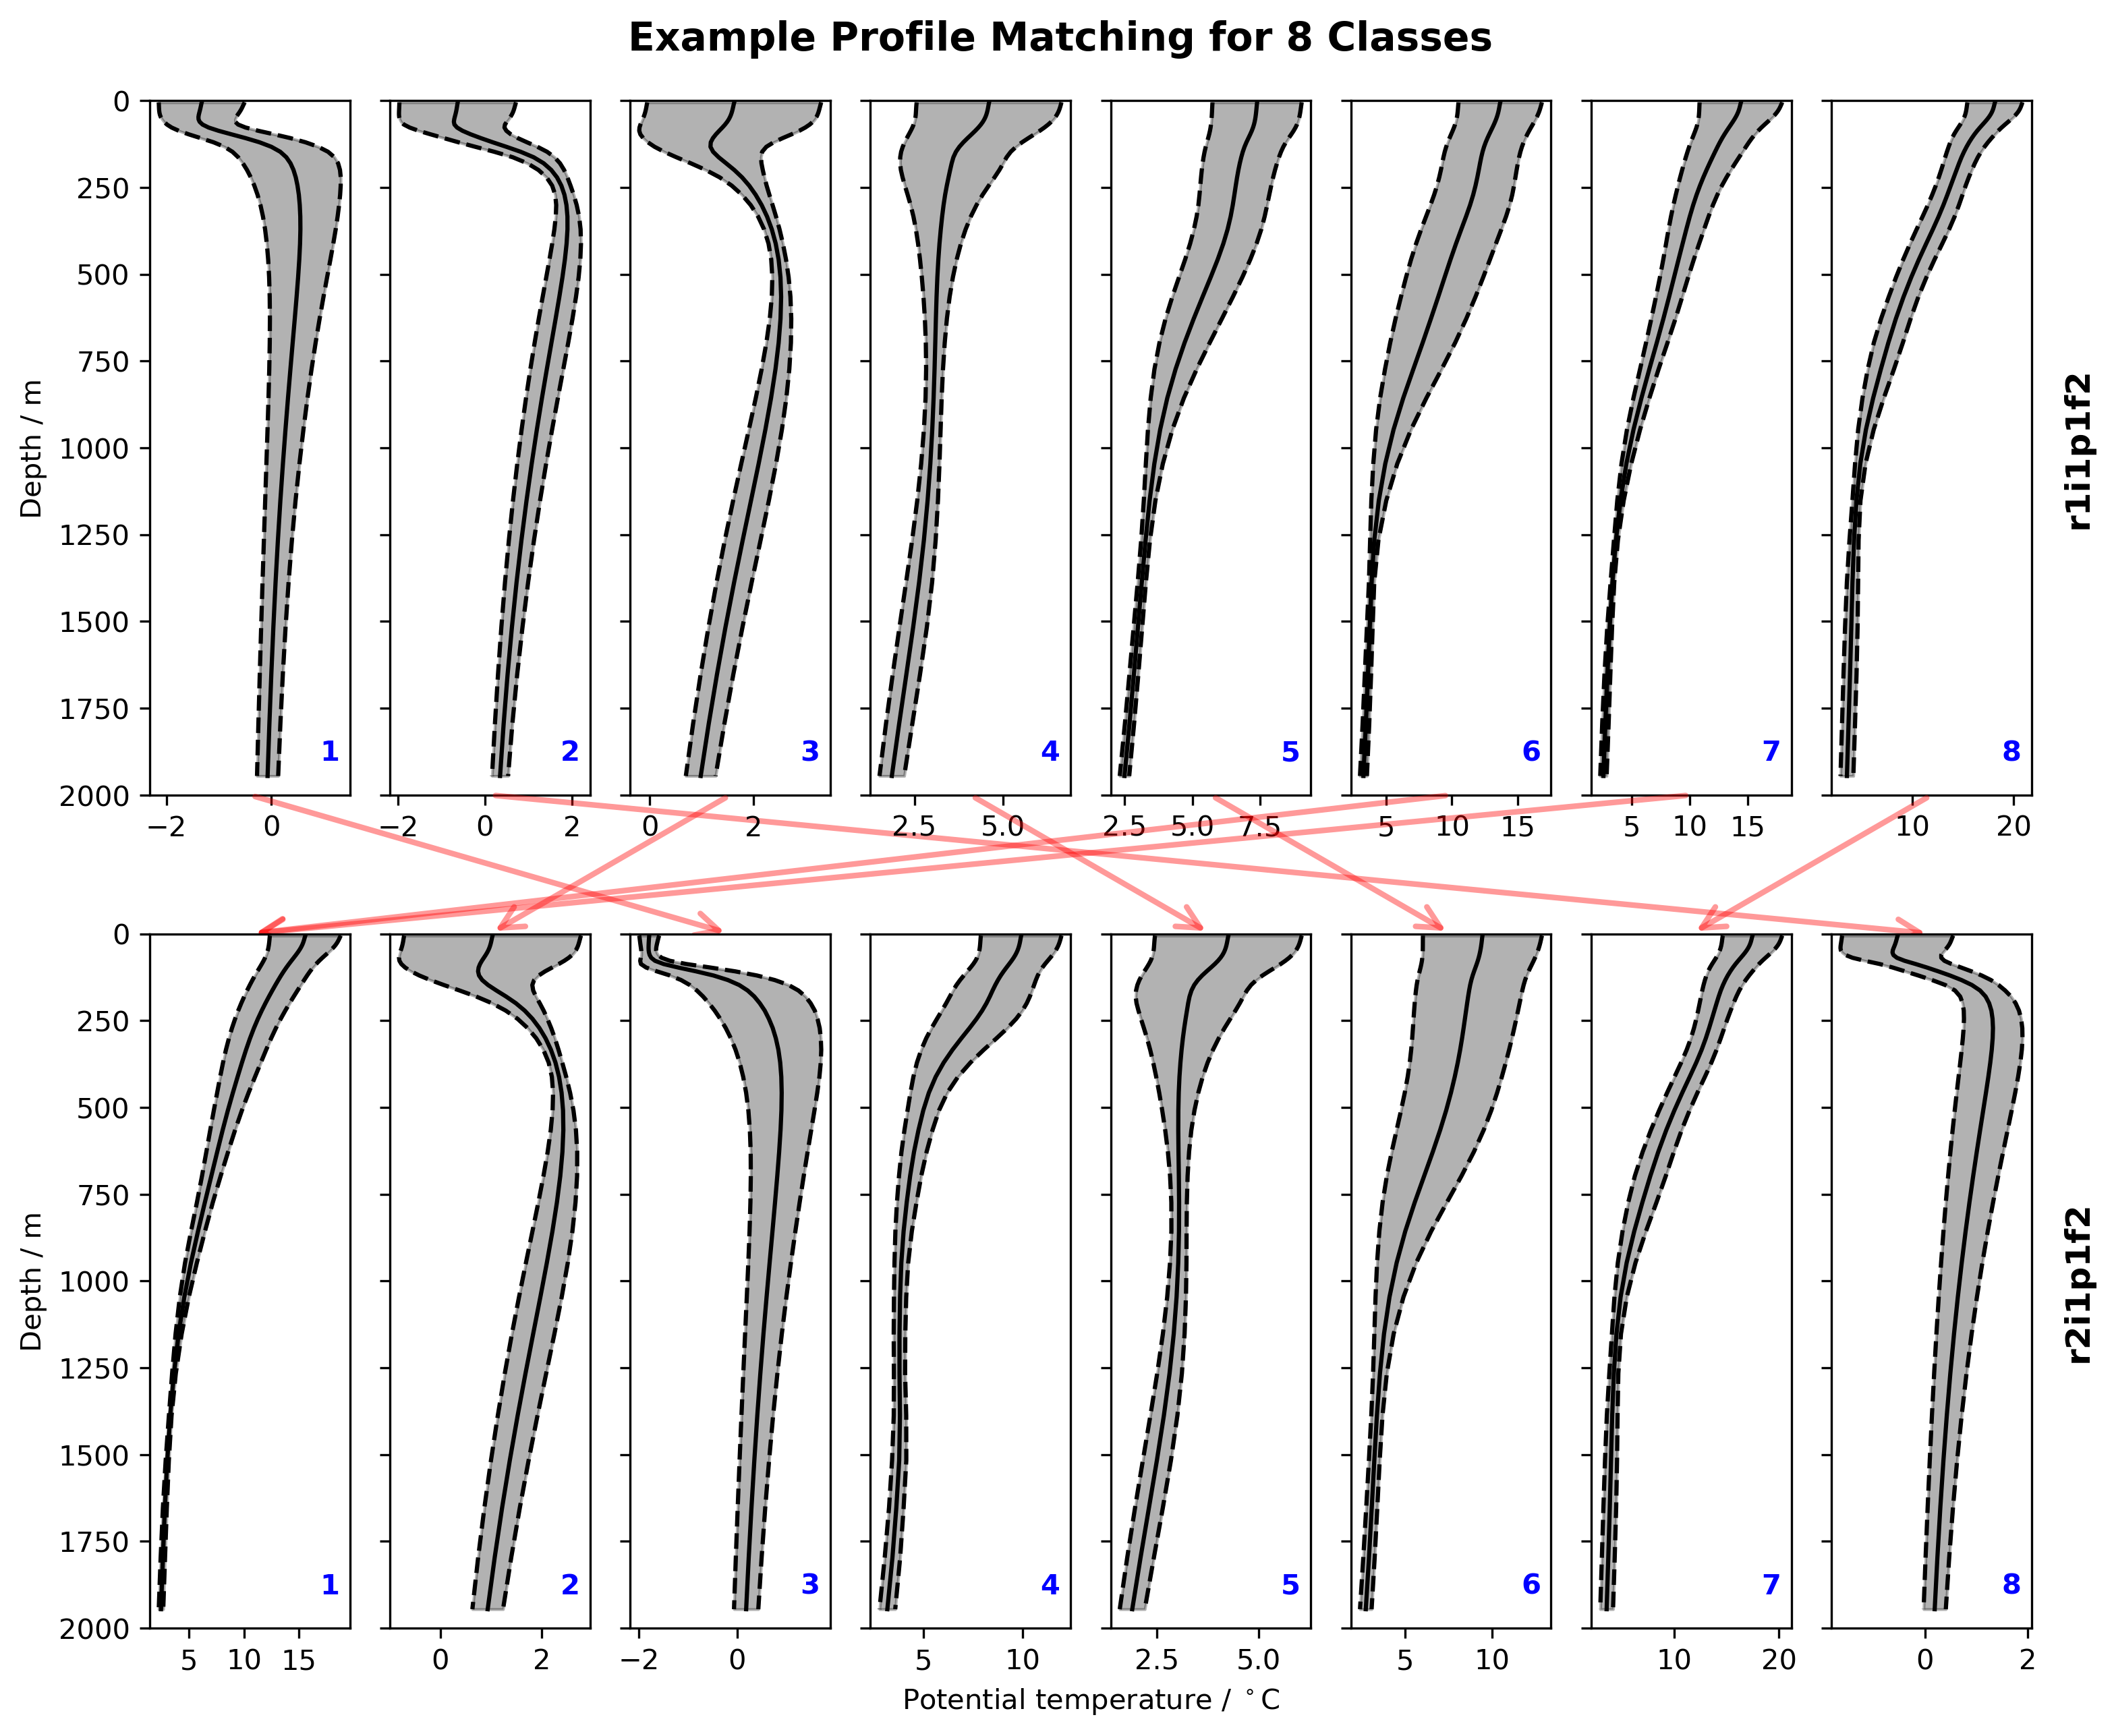 Example Profile Matching for 8 Classes
0
250
500
750
1000
1250
1500
1750
2000
Depth / m
1 2 3 4 5 6 7 8
r1i1p1f2
−2 0 −2 0 2 0 2 2.5 5.0 2.5 5.0 7.5 5 10 15 5 10 15 10 20
0
250
500
750
1000
1250
1500
1750
2000
Depth / m
1 2 3 4 5 6 7 8
r2i1p1f2
5 10 15 0 2 −2 0 5 10 2.5 5.0 5 10 10 20 0 2
Potential temperature / °C